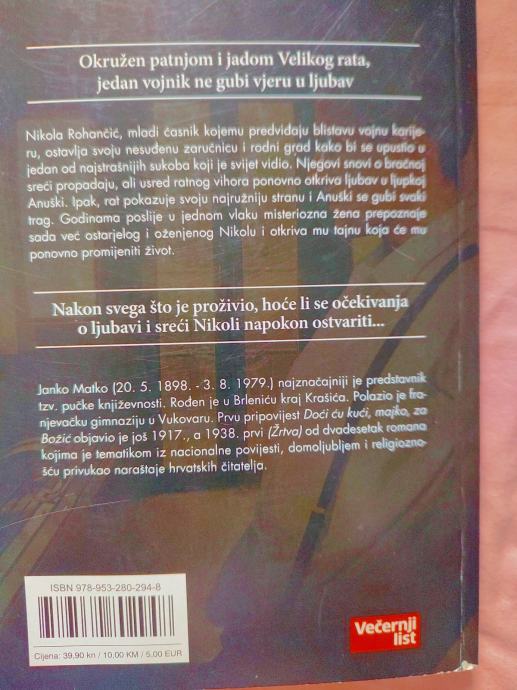 Okružen patnjom i jadom Velikog rata,
jedan vojnik ne gubi vjeru u ljubav
Nikola Rohančić, mladi časnik kojemu predviđaju blistavu vojnu karije-
ru, ostavlja svoju nesuđenu zaručnicu i rodni grad kako bi se upustio u
jedan od najstrašnijih sukoba koji je svijet vidio. Njegovi snovi o bračnoj
sreći propadaju, ali usred ratnog vihora ponovno otkriva ljubav u ljupkoj
Anuški. Ipak, rat pokazuje svoju najružniju stranu i Anuški se gubi svaki
trag. Godinama poslije u jednom vlaku misteriozna žena prepoznaje
sada već ostarjelog i oženjenog Nikolu i otkriva mu tajnu koja će mu
ponovno promijeniti život.
Nakon svega što je proživio, hoće li se očekivanja
o ljubavi i sreći Nikoli napokon ostvariti...
Janko Matko (20. 5. 1898. - 3. 8. 1979.) najznačajniji je predstavnik
tzv. pučke književnosti. Rođen je u Brleniću kraj Krašića. Polazio je fra-
njevačku gimnaziju u Vukovaru. Prvu pripovijest Doći ću kući, majko, za
Božić objavio je još 1917., a 1938. prvi (Žrtva) od dvadesetak romana
kojima je tematikom iz nacionalne povijesti, domoljubljem i religiozno-
šću privukao naraštaje hrvatskih čitatelja.
ISBN 978-953-280-294-8
Cijena: 39,90 kn / 10,00 KM / 5,00 EUR
Večernji
list